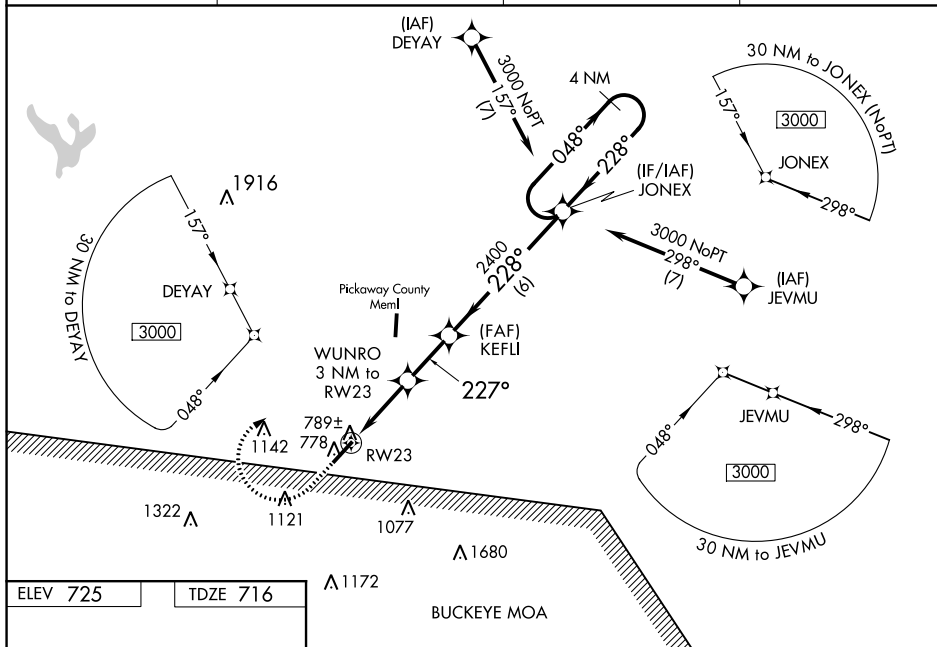 (IAF)
DEYAY
3000 NoPT
157°
(7)
4 NM
048°
228°
(IF/IAF)
JONEX
30 NM to JONEX (NoPT)
157°
3000
JONEX
298°
1916
30 NM to DEYAY
157°
DEYAY
3000
048°
2400
228°
(6)
3000 NoPT
298°
(7)
(IAF)
JEVMU
Pickaway County
Meml
(FAF)
KEFLI
WUNRO
3 NM to
RW23
227°
789±
778
RW23
1142
1121
1322
1077
1680
1172
BUCKEYE MOA
048°
JEVMU
298°
3000
30 NM to JEVMU
ELEV 725
TDZE 716